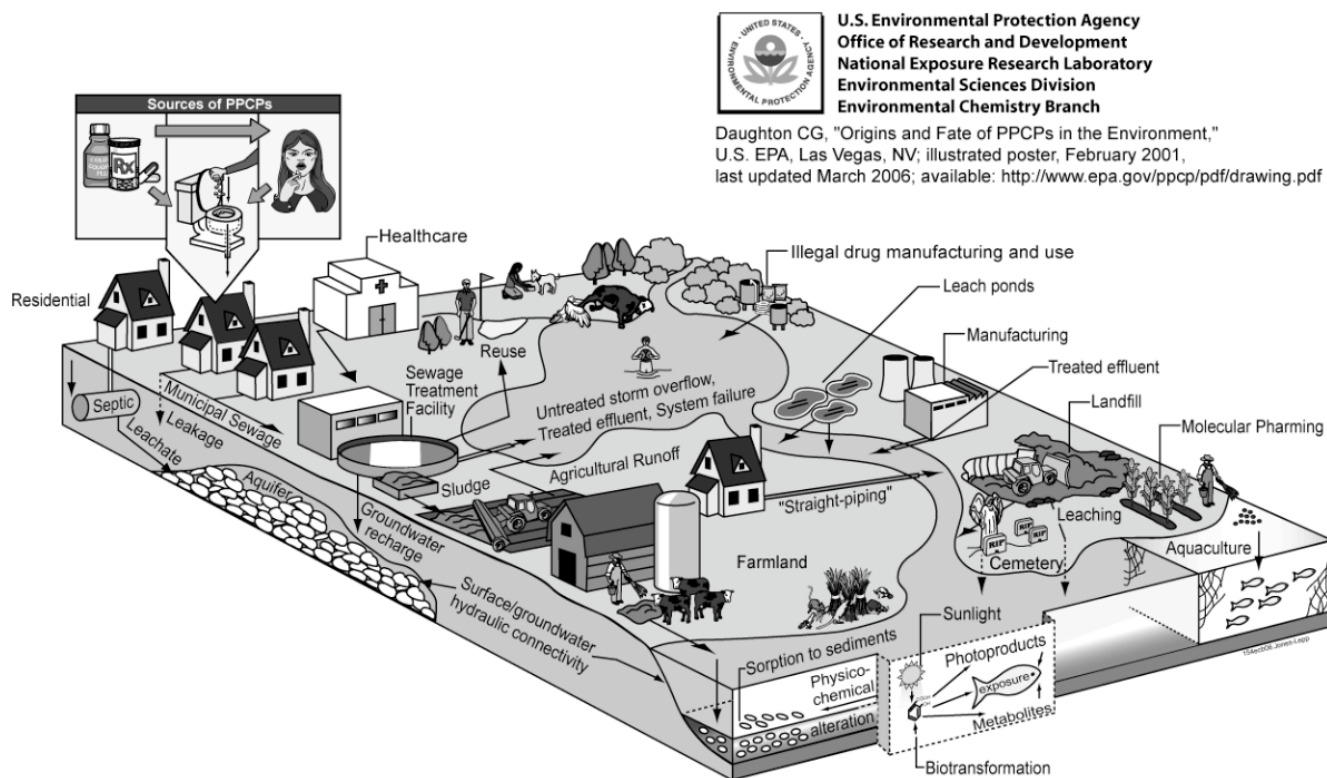 U.S. Environmental Protection Agency
Office of Research and Development
National Exposure Research Laboratory
Environmental Sciences Division
Environmental Chemistry Branch
UNITED STATES
ENVIRONMENTAL PROTECTION AGENCY
Daughton CG, "Origins and Fate of PPCPs in the Environment,"
U.S. EPA, Las Vegas, NV; illustrated poster, February 2001,
last updated March 2006; available: http://www.epa.gov/ppcp/pdf/drawing.pdf
Sources of PPCPs
Rx
Healthcare
Illegal drug manufacturing and use
Residential
Leach ponds
Manufacturing
Reuse
Sewage
Treatment
Facility
Treated effluent
Untreated storm overflow,
Treated effluent, System failure
Landfill
Septic
Municipal Sewage
Leakage
Molecular Pharming
Leachate
Agricultural Runoff
Sludge
Aquifer
"Straight-piping"
Leaching
Groundwater
recharge
RIP
RIP
RIP
Cemetery
Aquaculture
Farmland
Surface/groundwater
hydraulic connectivity
Sunlight
Sorption to sediments
Physico-
chemical
alteration
Photoproducts
exposure
Metabolites
Biotransformation